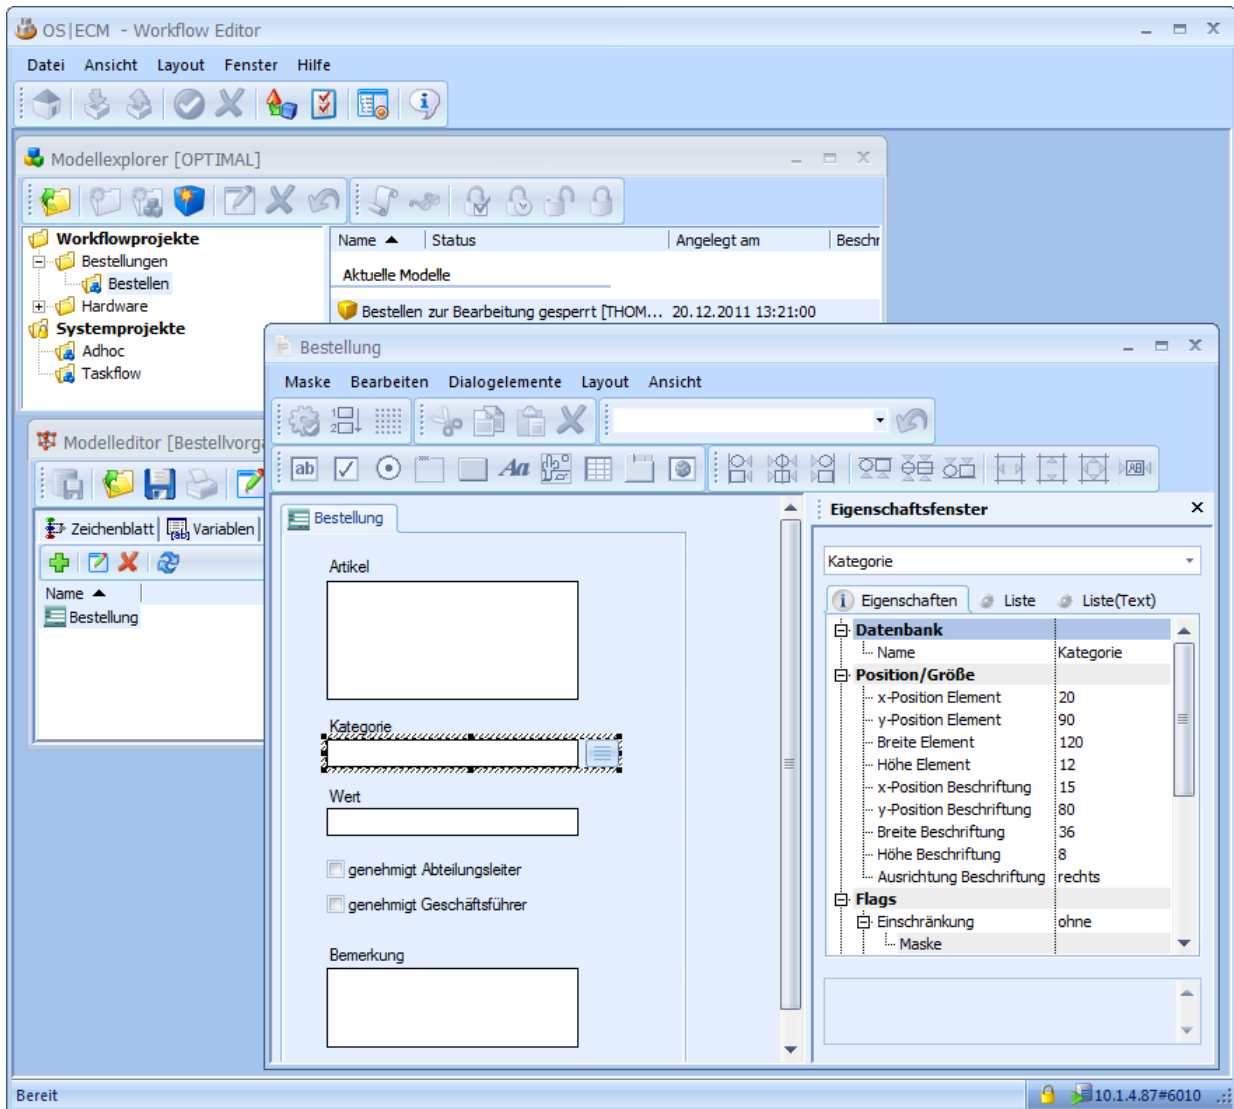 OS|ECM - Workflow Editor
Datei Ansicht Layout Fenster Hilfe
Modellexplorer [OPTIMAL]
Workflowprojekte
Bestellungen
Bestellen
Hardware
Systemprojekte
Adhoc
Taskflow
Name Status Angelegt am Beschr
Aktuelle Modelle
Bestellen zur Bearbeitung gesperrt [THOM... 20.12.2011 13:21:00
Modelleditor [Bestellvorg
Zeichenblatt Variablen
Name
Bestellung
Bestellung
Maske Bearbeiten Dialogelemente Layout Ansicht
ab Aa AB
Bestellung
Artikel
Kategorie
Wert
genehmigt Abteilungsleiter
genehmigt Geschäftsführer
Bemerkung
Eigenschaftsfenster
Kategorie
Eigenschaften Liste Liste(Text)
Datenbank
Name Kategorie
Position/Größe
x-Position Element 20
y-Position Element 90
Breite Element 120
Höhe Element 12
x-Position Beschriftung 15
y-Position Beschriftung 80
Breite Beschriftung 36
Höhe Beschriftung 8
Ausrichtung Beschriftung rechts
Flags
Einschränkung ohne
Maske
Bereit 10.1.4.87#6010